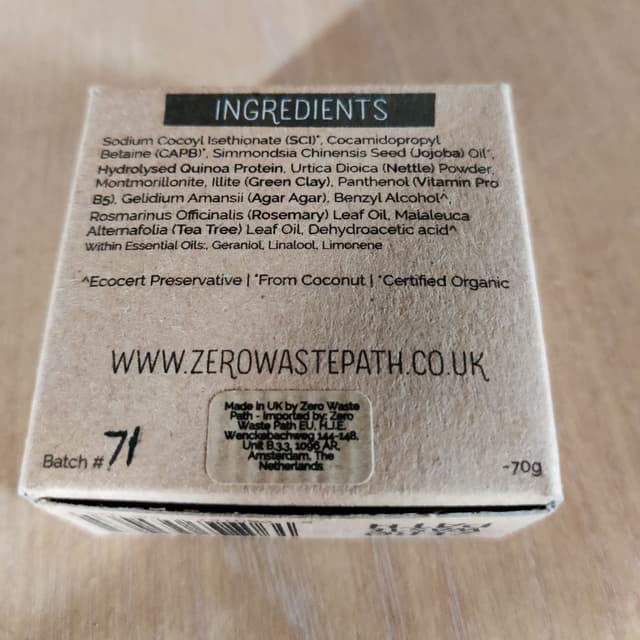 INGREDIENTS
Sodium Cocoyl Isethionate (SCI)*, Cocamidopropyl
Betaine (CAPB)*, Simmondsia Chinensis Seed (Jojoba) Oil*,
Hydrolysed Quinoa Protein, Urtica Dioica (Nettle) Powder,
Montmorillonite, Illite (Green Clay), Panthenol (Vitamin Pro
B5), Gelidium Amansii (Agar Agar), Benzyl Alcohol^,
Rosmarinus Officinalis (Rosemary) Leaf Oil, Malaleuca
Alternafolia (Tea Tree) Leaf Oil, Dehydroacetic acid^
Within Essential Oils:, Geraniol, Linalool, Limonene
^Ecocert Preservative | *From Coconut | *Certified Organic
WWW.ZEROWASTEPATH.CO.UK
Made in UK by Zero Waste
Path - Imported by: Zero
Waste Path EU, H.J.E.
Wenckebachweg 144-148,
Unit B.3.3, 1096 AR,
Amsterdam, The
Netherlands
Batch # 71
~70g